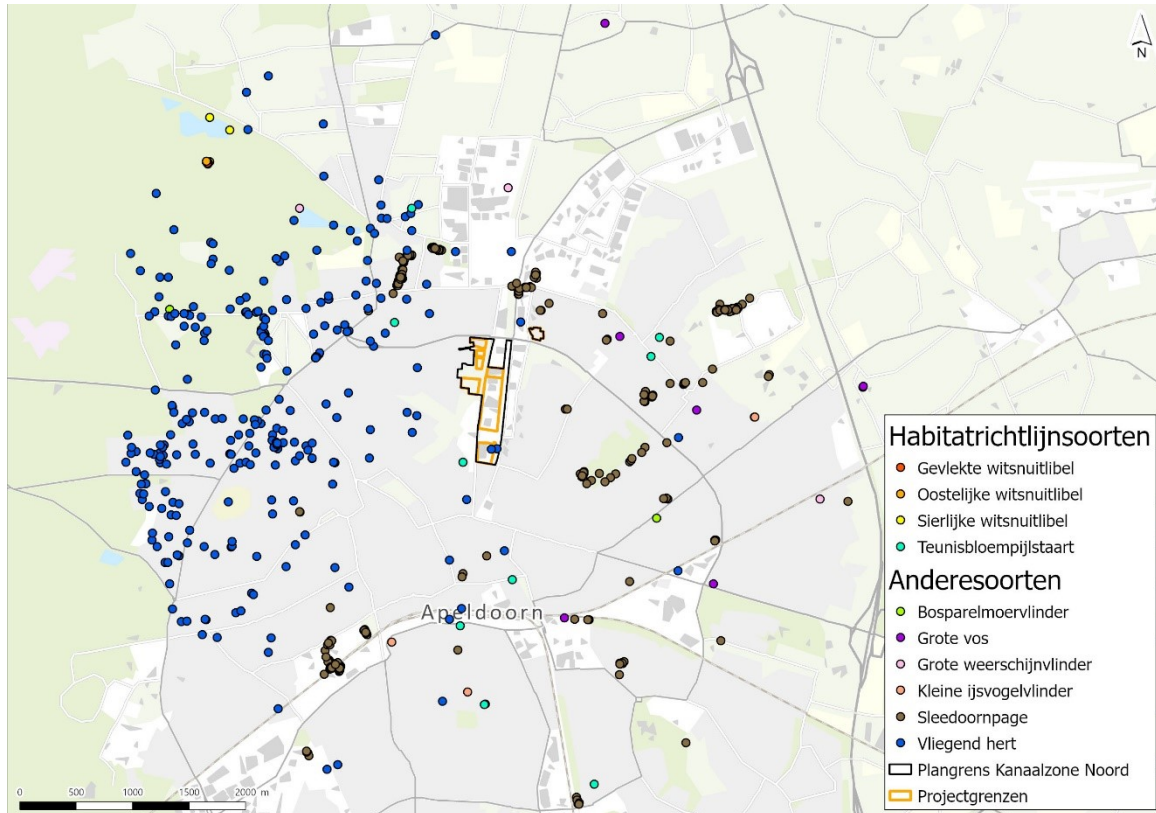 N
Apeldoorn
Habitatrichtlijnsoorten
Gevlekte witsnuitlibel
Oostelijke witsnuitlibel
Sierlijke witsnuitlibel
Teunisbloempijlstaart
Anderesoorten
Bosparelmoervlinder
Grote vos
Grote weerschijnvlinder
Kleine ijsvogelvlinder
Sleedoornpage
Vliegend hert
Plangrens Kanaalzone Noord
Projectgrenzen
0 500 1000 1500 2000 m